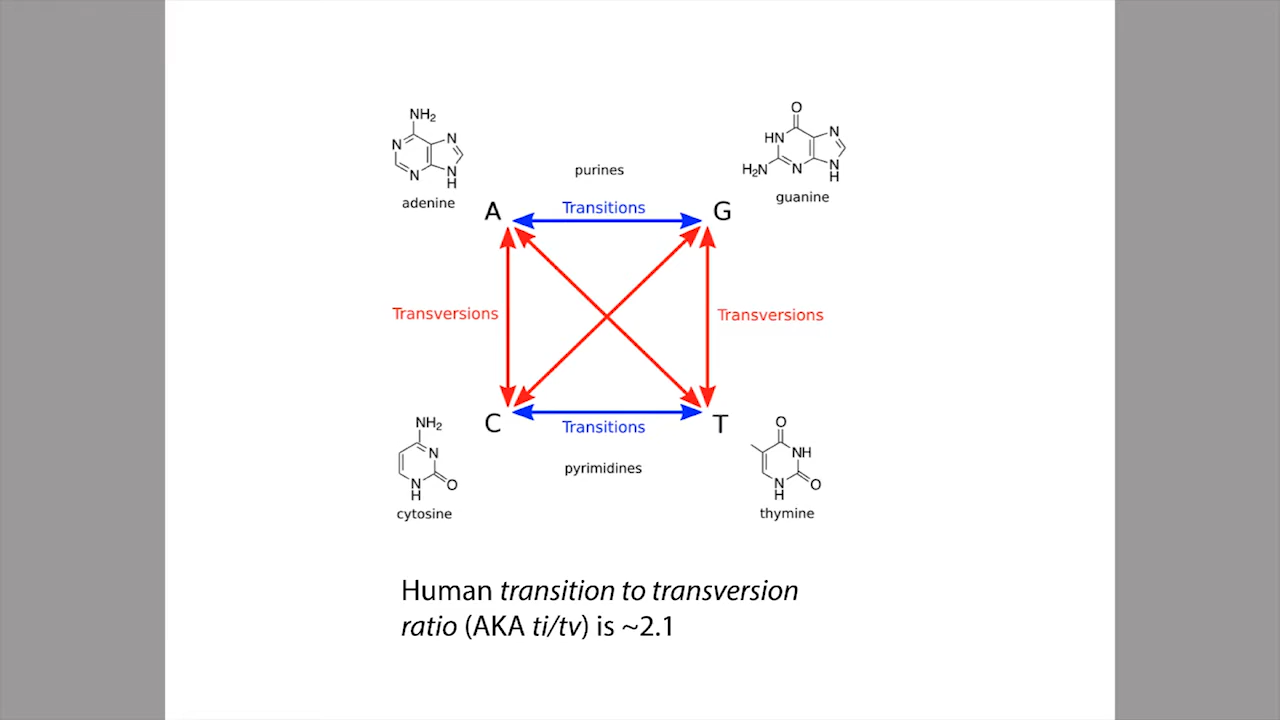 NH₂
N
N
N
N
H
adenine
O
HN
N
H₂N
N
N
H
guanine
purines
A
Transitions
G
Transversions
Transversions
C
Transitions
T
pyrimidines
NH₂
N
N
H
O
cytosine
O
NH
N
H
O
thymine
Human transition to transversion
ratio (AKA ti/tv) is ~2.1